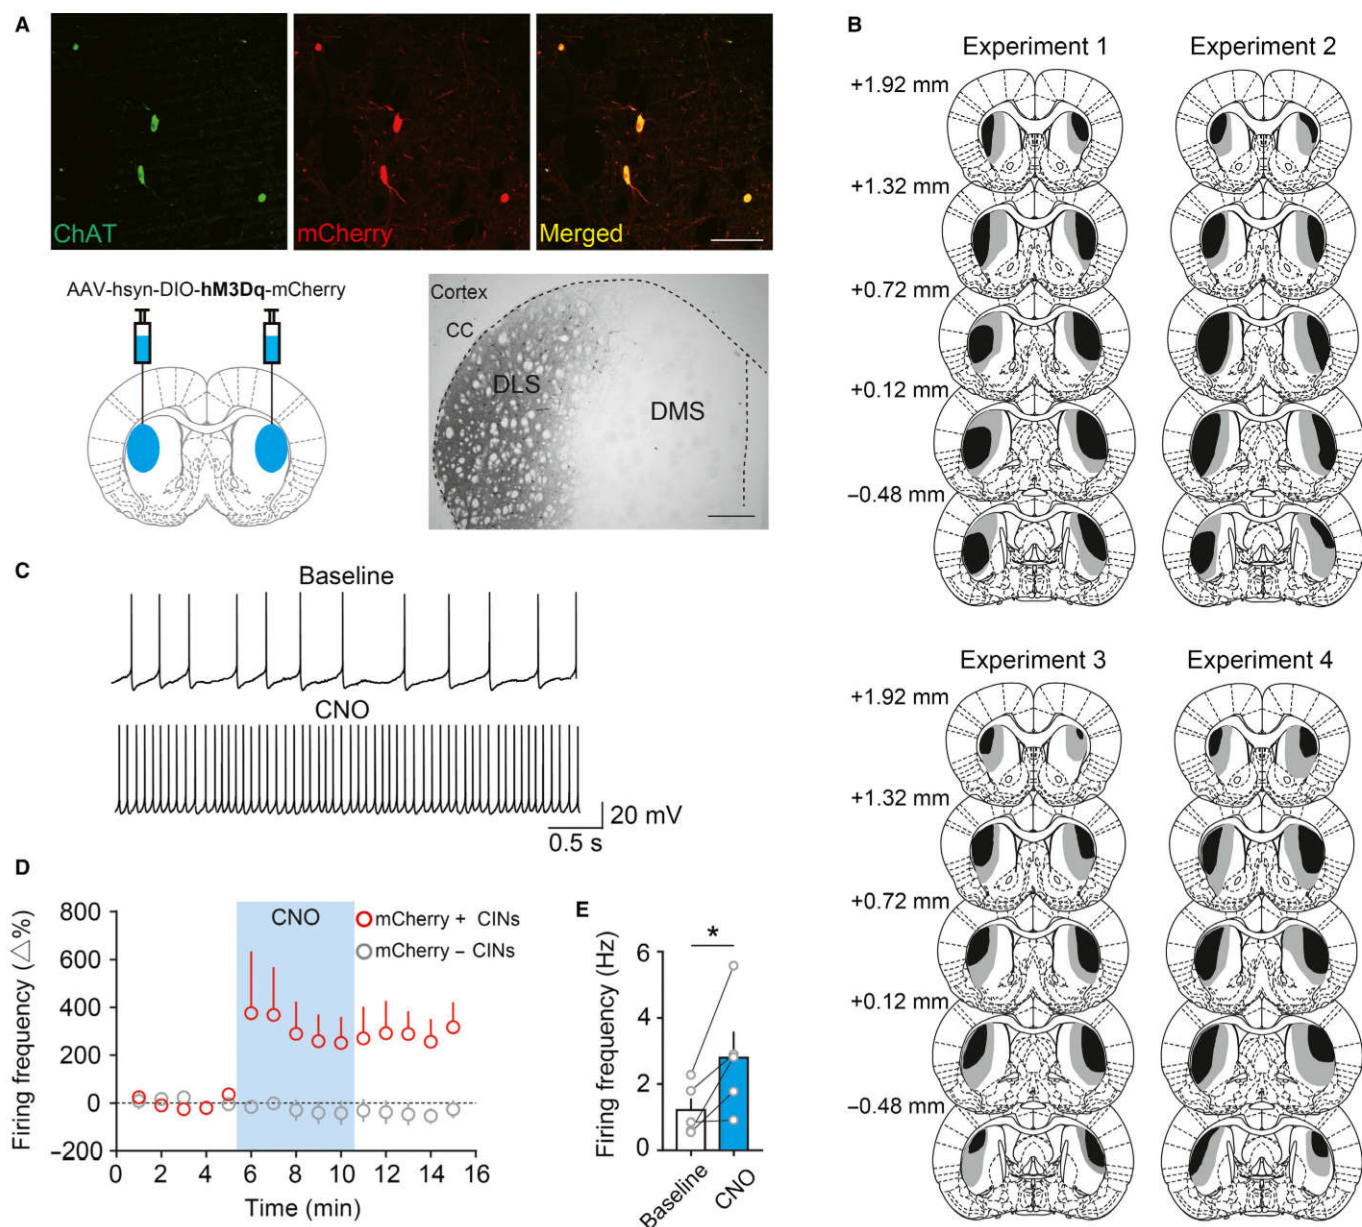 A
ChAT
mCherry
Merged
AAV-hsyn-DIO-hM3Dq-mCherry
Cortex
CC
DLS
DMS
B
Experiment 1
Experiment 2
+1.92 mm
+1.32 mm
+0.72 mm
+0.12 mm
−0.48 mm
Experiment 3
Experiment 4
+1.92 mm
+1.32 mm
+0.72 mm
+0.12 mm
−0.48 mm
C
Baseline
CNO
20 mV
0.5 s
D
Firing frequency (△%)
800
600
400
200
0
−200
CNO
mCherry + CINs
mCherry − CINs
0 2 4 6 8 10 12 14 16
Time (min)
E
Firing frequency (Hz)
6
4
2
0
*
Baseline
CNO